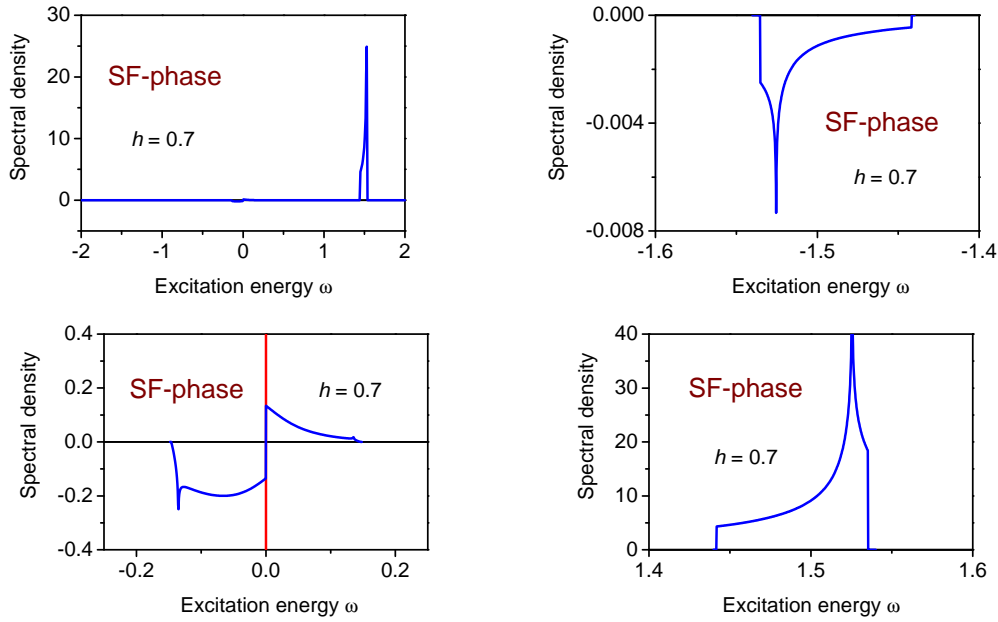 30
20
10
0
-2
-1
0
1
2
Spectral density
SF-phase
h = 0.7
Excitation energy ω
0.000
-0.004
-0.008
-1.6
-1.5
-1.4
Spectral density
SF-phase
h = 0.7
Excitation energy ω
0.4
0.2
0.0
-0.2
-0.4
-0.2
0.0
0.2
Spectral density
SF-phase
h = 0.7
Excitation energy ω
40
30
20
10
0
1.4
1.5
1.6
Spectral density
SF-phase
h = 0.7
Excitation energy ω